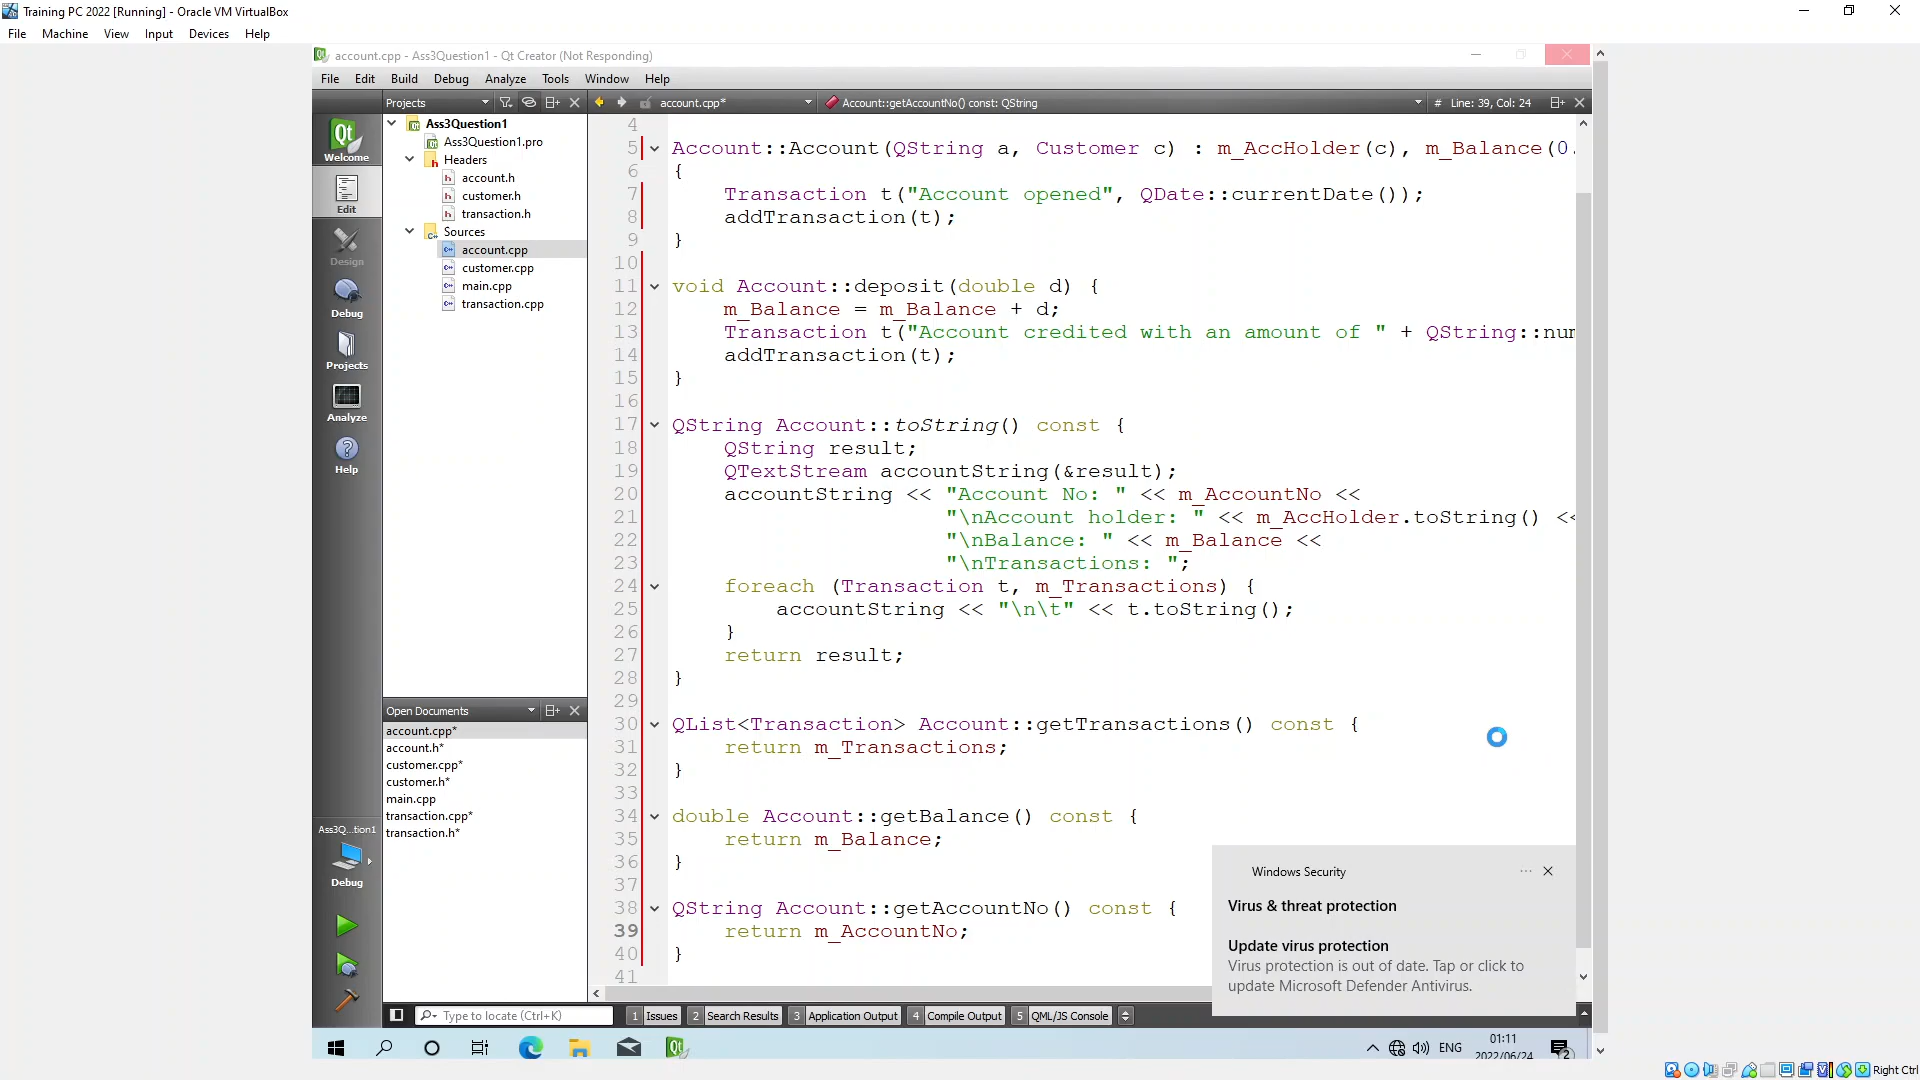 Training PC 2022 [Running] - Oracle VM VirtualBox
File Machine View Input Devices Help
account.cpp - Ass3Question1 - Qt Creator (Not Responding)
File Edit Build Debug Analyze Tools Window Help
Projects
account.cpp*
Account::getAccountNo() const: QString
# Line: 39, Col: 24
Qt
Welcome
Edit
Design
Debug
Projects
Analyze
Help
Ass3Question1
Ass3Question1.pro
Headers
account.h
customer.h
transaction.h
Sources
account.cpp
customer.cpp
main.cpp
transaction.cpp
Open Documents
account.cpp*
account.h*
customer.cpp*
customer.h*
main.cpp
transaction.cpp*
transaction.h*
Ass3Q...tion1
Debug
4
5 Account::Account(QString a, Customer c) : m_AccHolder(c), m_Balance(0.
6 {
7 Transaction t("Account opened", QDate::currentDate());
8 addTransaction(t);
9 }
10
11 void Account::deposit(double d) {
12 m_Balance = m_Balance + d;
13 Transaction t("Account credited with an amount of " + QString::num
14 addTransaction(t);
15 }
16
17 QString Account::toString() const {
18 QString result;
19 QTextStream accountString(&result);
20 accountString << "Account No: " << m_AccountNo <<
21 "\nAccount holder: " << m_AccHolder.toString() <<
22 "\nBalance: " << m_Balance <<
23 "\nTransactions: ";
24 foreach (Transaction t, m_Transactions) {
25 accountString << "\n\t" << t.toString();
26 }
27 return result;
28 }
29
30 QList<Transaction> Account::getTransactions() const {
31 return m_Transactions;
32 }
33
34 double Account::getBalance() const {
35 return m_Balance;
36 }
37
38 QString Account::getAccountNo() const {
39 return m_AccountNo;
40 }
41
Windows Security
Virus & threat protection
Update virus protection
Virus protection is out of date. Tap or click to
update Microsoft Defender Antivirus.
Type to locate (Ctrl+K)
1 Issues 2 Search Results 3 Application Output 4 Compile Output 5 QML/JS Console
ENG
01:11
2022/06/24
2
Right Ctrl